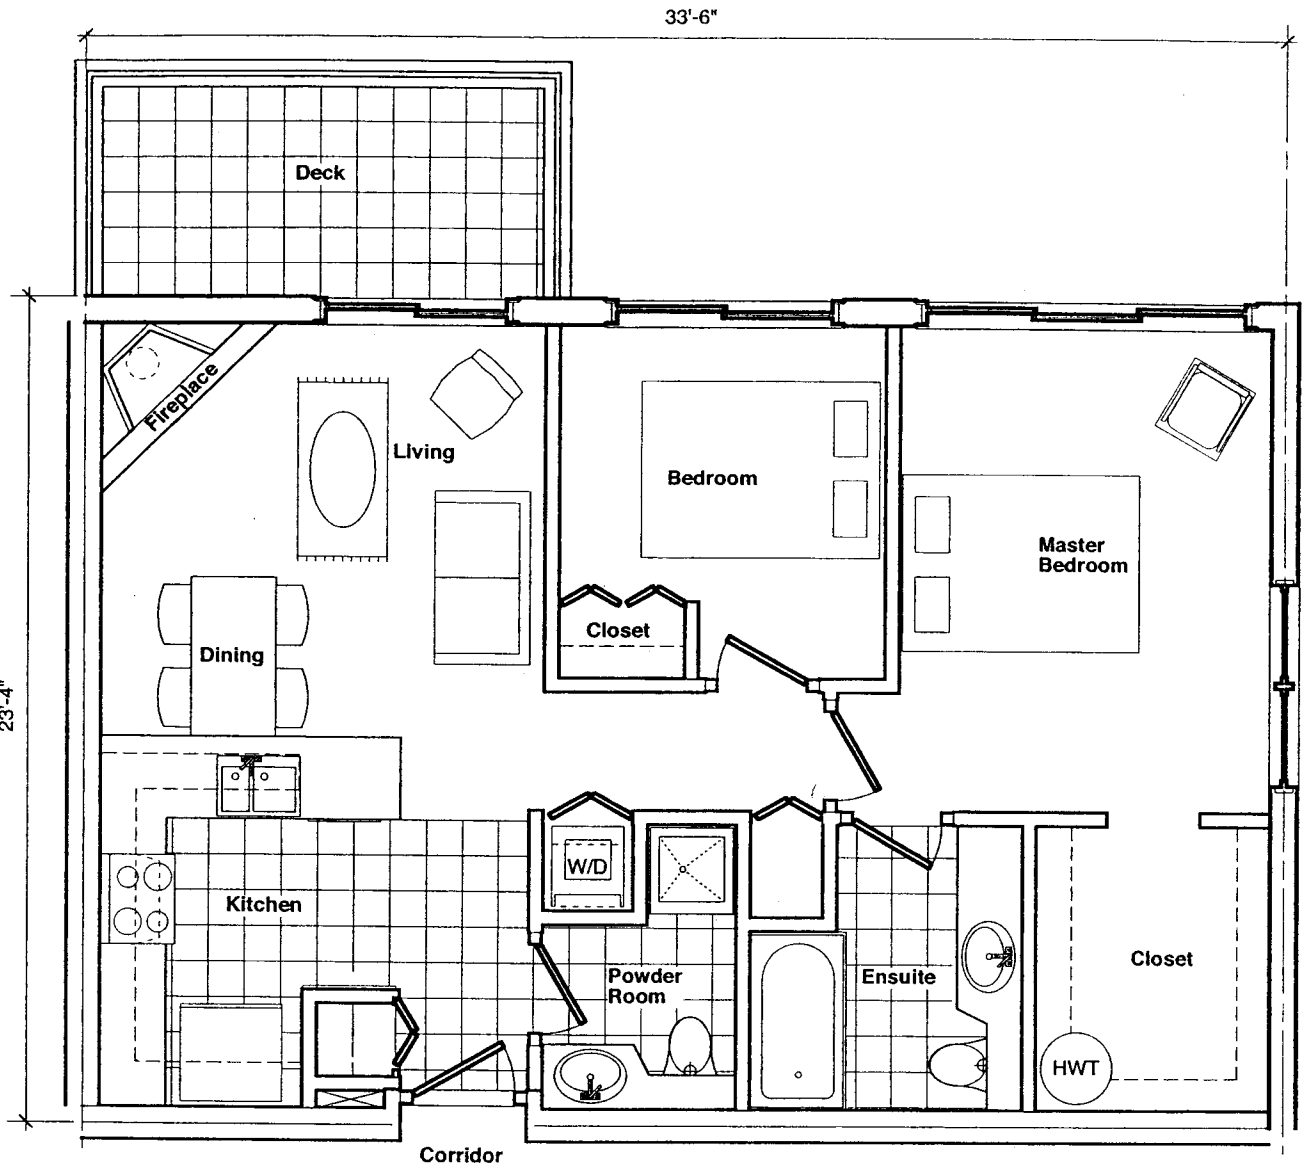 33'-6"
Deck
Fireplace
LIving
Bedroom
Master
Bedroom
Closet
Dining
23'-4"
W/D
Kitchen
Powder
Room
Ensuite
Closet
HWT
Corridor